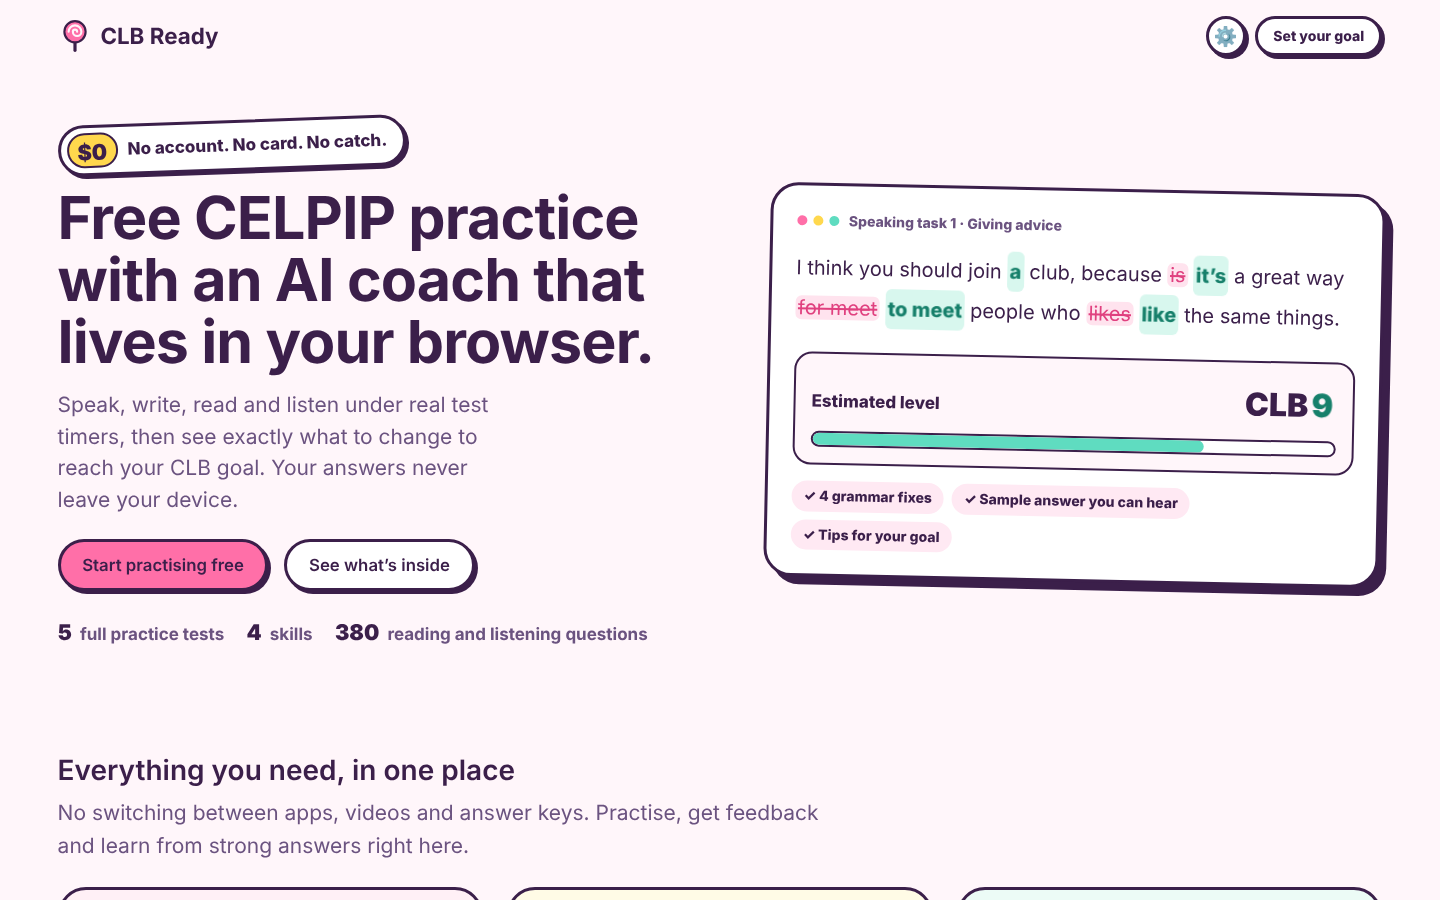 CLB Ready
Set your goal
$0 No account. No card. No catch.
Free CELPIP practice
with an AI coach that
lives in your browser.
Speak, write, read and listen under real test
timers, then see exactly what to change to
reach your CLB goal. Your answers never
leave your device.
Start practising free
See what’s inside
5 full practice tests 4 skills 380 reading and listening questions
Speaking task 1 · Giving advice
I think you should join a club, because is it’s a great way
for meet to meet people who likes like the same things.
Estimated level
CLB 9
✓ 4 grammar fixes
✓ Sample answer you can hear
✓ Tips for your goal
Everything you need, in one place
No switching between apps, videos and answer keys. Practise, get feedback
and learn from strong answers right here.